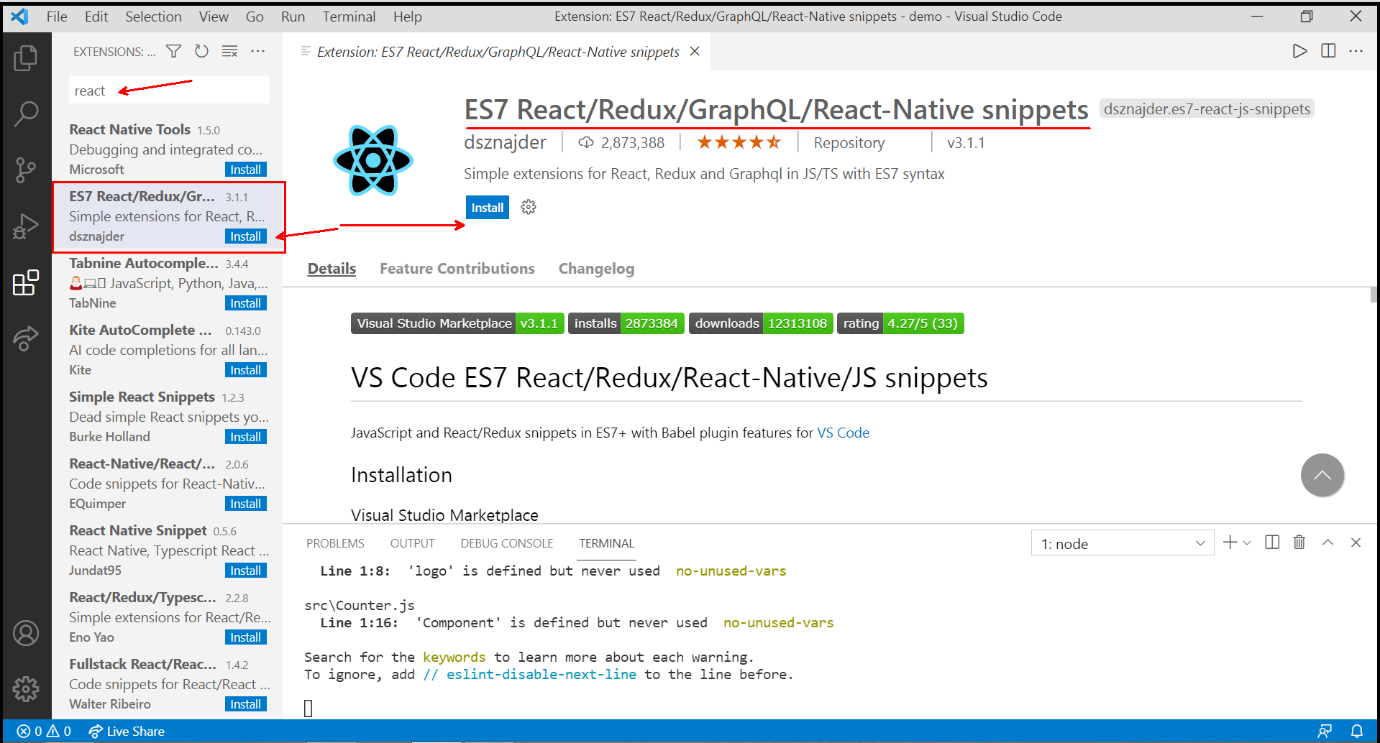 File Edit Selection View Go Run Terminal Help Extension: ES7 React/Redux/GraphQL/React-Native snippets - demo - Visual Studio Code
EXTENSIONS: ...
react
React Native Tools 1.5.0
Debugging and integrated co...
Microsoft Install
ES7 React/Redux/Gr... 3.1.1
Simple extensions for React, R...
dsznajder Install
Tabnine Autocomple... 3.4.4
JavaScript, Python, Java,...
TabNine Install
Kite AutoComplete ... 0.143.0
AI code completions for all lan...
Kite Install
Simple React Snippets 1.2.3
Dead simple React snippets yo...
Burke Holland Install
React-Native/React/... 2.0.6
Code snippets for React-Nativ...
EQuimper Install
React Native Snippet 0.5.6
React Native, Typescript React ...
Jundat95 Install
React/Redux/Typesc... 2.2.8
Simple extensions for React/Re...
Eno Yao Install
Fullstack React/Reac... 1.4.2
Code snippets for React/React ...
Walter Ribeiro Install
Extension: ES7 React/Redux/GraphQL/React-Native snippets
ES7 React/Redux/GraphQL/React-Native snippets dsznajder.es7-react-js-snippets
dsznajder 2,873,388 Repository v3.1.1
Simple extensions for React, Redux and Graphql in JS/TS with ES7 syntax
Install
Details Feature Contributions Changelog
Visual Studio Marketplace v3.1.1 installs 2873384 downloads 12313108 rating 4.27/5 (33)
VS Code ES7 React/Redux/React-Native/JS snippets
JavaScript and React/Redux snippets in ES7+ with Babel plugin features for VS Code
Installation
Visual Studio Marketplace
PROBLEMS OUTPUT DEBUG CONSOLE TERMINAL 1: node
Line 1:8: 'logo' is defined but never used no-unused-vars
src\Counter.js
Line 1:16: 'Component' is defined but never used no-unused-vars
Search for the keywords to learn more about each warning.
To ignore, add // eslint-disable-next-line to the line before.
0 0 Live Share